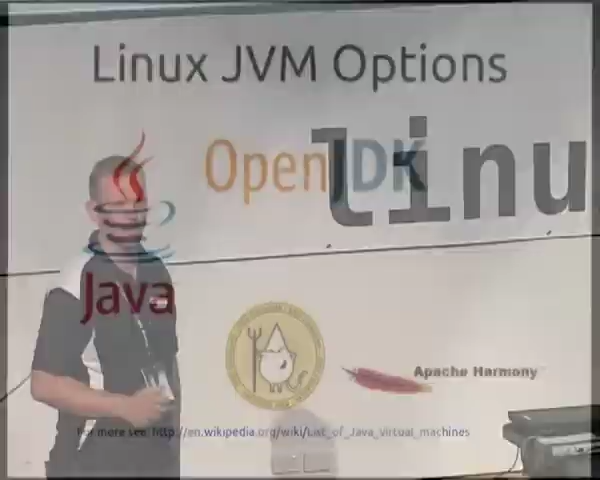 Linux JVM Options
OpenJDK
linu
Java
Apache Harmony
For more see: http://en.wikipedia.org/wiki/List_of_Java_virtual_machines